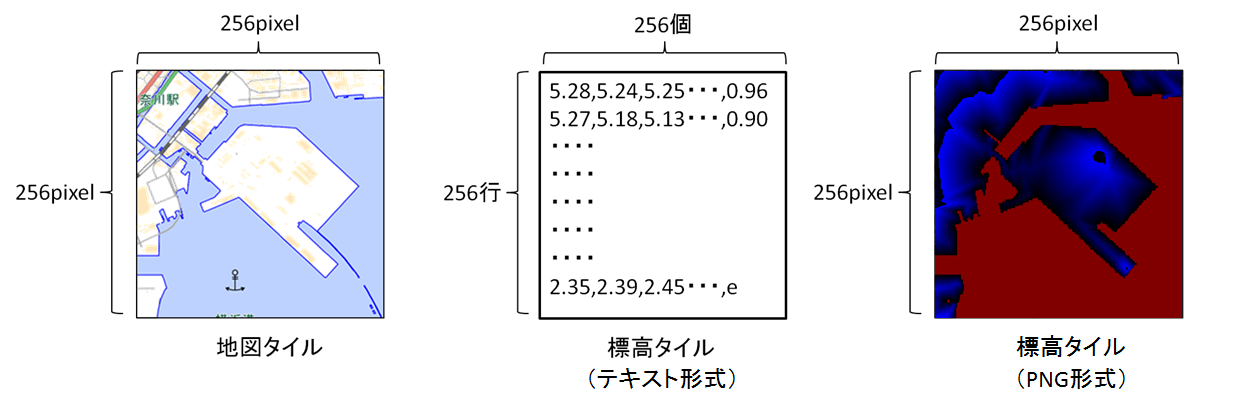 256pixel
256個
256pixel
256pixel
奈川駅
地図タイル
256行
5.28,5.24,5.25・・・,0.96
5.27,5.18,5.13・・・,0.90
・・・・
・・・・
・・・・
・・・・
・・・・
2.35,2.39,2.45・・・,e
標高タイル
（テキスト形式）
256pixel
標高タイル
（PNG形式）